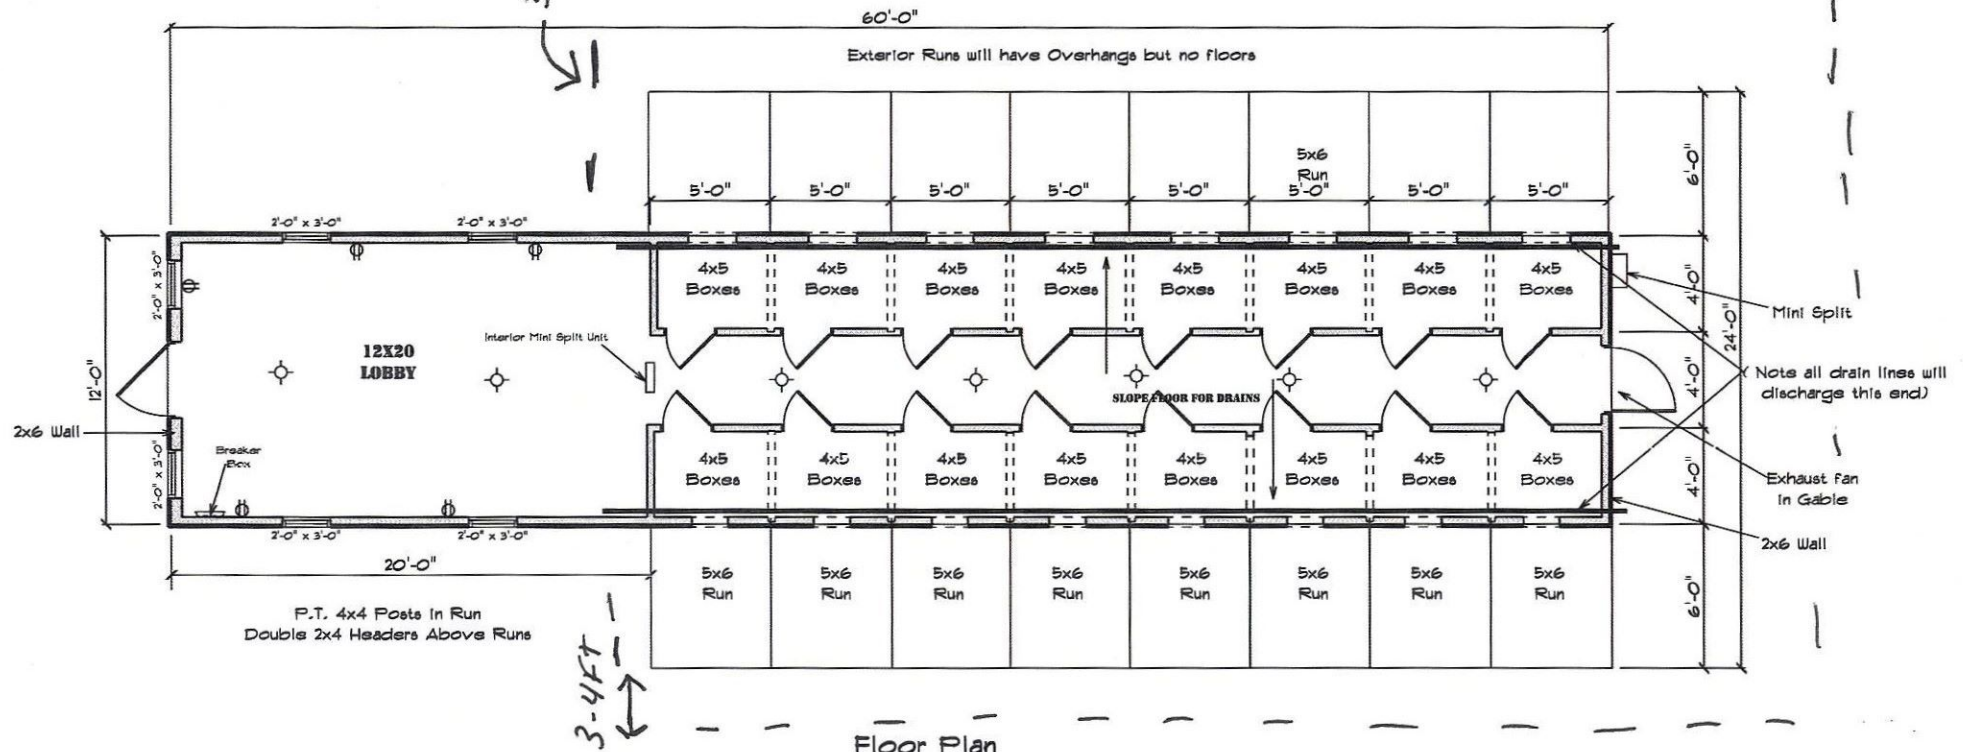 60'-0"
Exterior Runs will have Overhangs but no floors
5x6
Run
5'-0" 5'-0" 5'-0" 5'-0" 5'-0" 5'-0" 5'-0" 5'-0"
6'-0"
2'-0" x 3'-0" 2'-0" x 3'-0"
2'-0" x 3'-0"
4x5 4x5 4x5 4x5 4x5 4x5 4x5 4x5
Boxes Boxes Boxes Boxes Boxes Boxes Boxes Boxes
4'-0"
Mini Split
24'-0"
Interior Mini Split Unit
12X20
LOBBY
12'-0"
SLOPE FLOOR FOR DRAINS
4'-0"
(Note all drain lines will
discharge this end)
2x6 Wall
Breaker
Box
2'-0" x 3'-0"
4x5 4x5 4x5 4x5 4x5 4x5 4x5 4x5
Boxes Boxes Boxes Boxes Boxes Boxes Boxes Boxes
4'-0"
Exhaust fan
in Gable
2'-0" x 3'-0" 2'-0" x 3'-0"
2x6 Wall
20'-0"
5x6 5x6 5x6 5x6 5x6 5x6 5x6 5x6
Run Run Run Run Run Run Run Run
6'-0"
P.T. 4x4 Posts in Run
Double 2x4 Headers Above Runs
3-4FT
Floor Plan